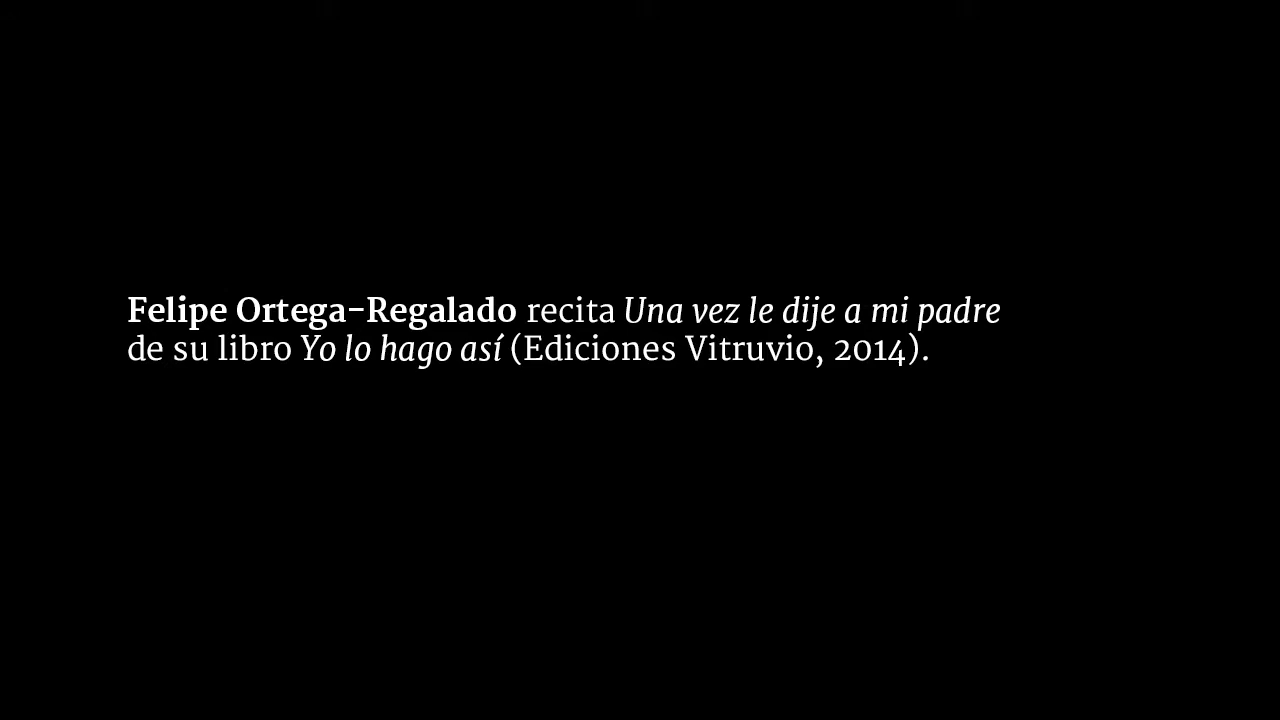 Felipe Ortega-Regalado recita Una vez le dije a mi padre
de su libro Yo lo hago así (Ediciones Vitruvio, 2014).